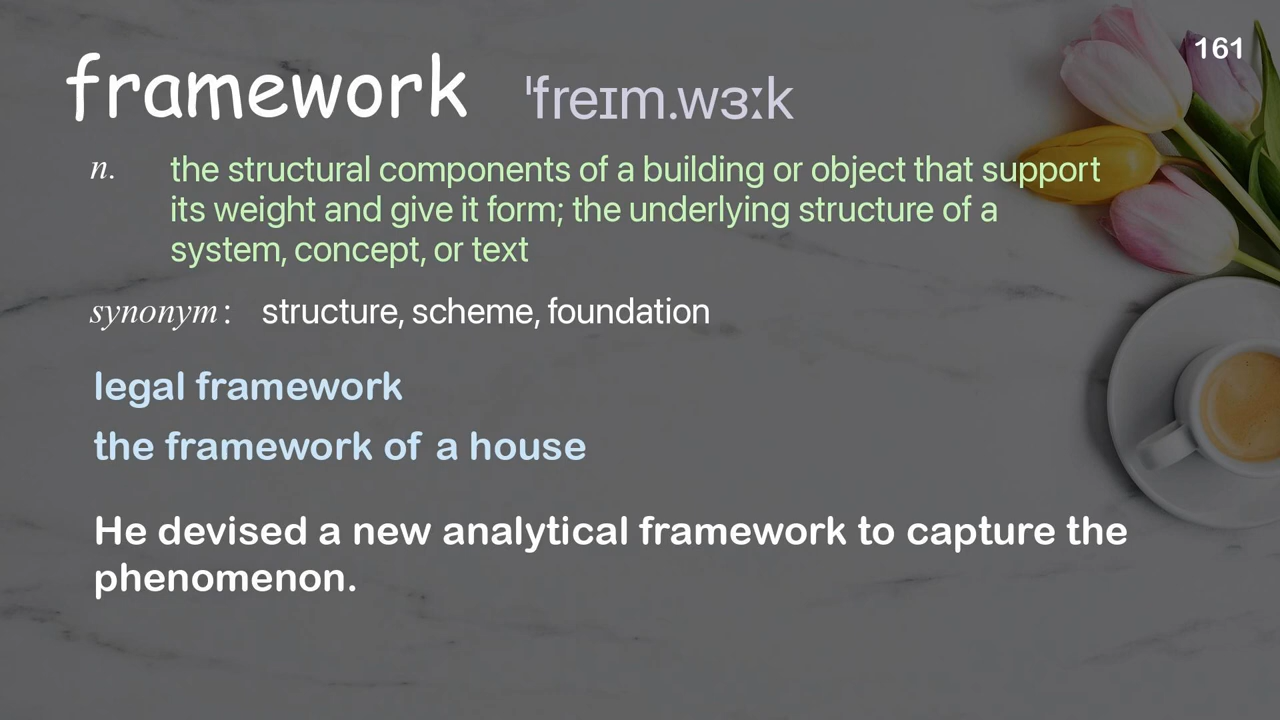 161
framework ˈfreɪm.wɜːk
n. the structural components of a building or object that support
its weight and give it form; the underlying structure of a
system, concept, or text
synonym: structure, scheme, foundation
legal framework
the framework of a house
He devised a new analytical framework to capture the
phenomenon.